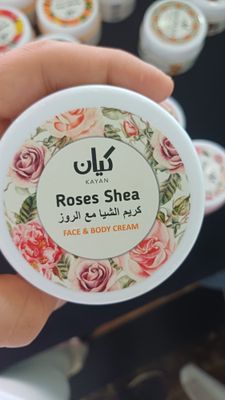 كيان
KAYAN
Roses Shea
كريم الشيا مع الروز
FACE & BODY CREAM